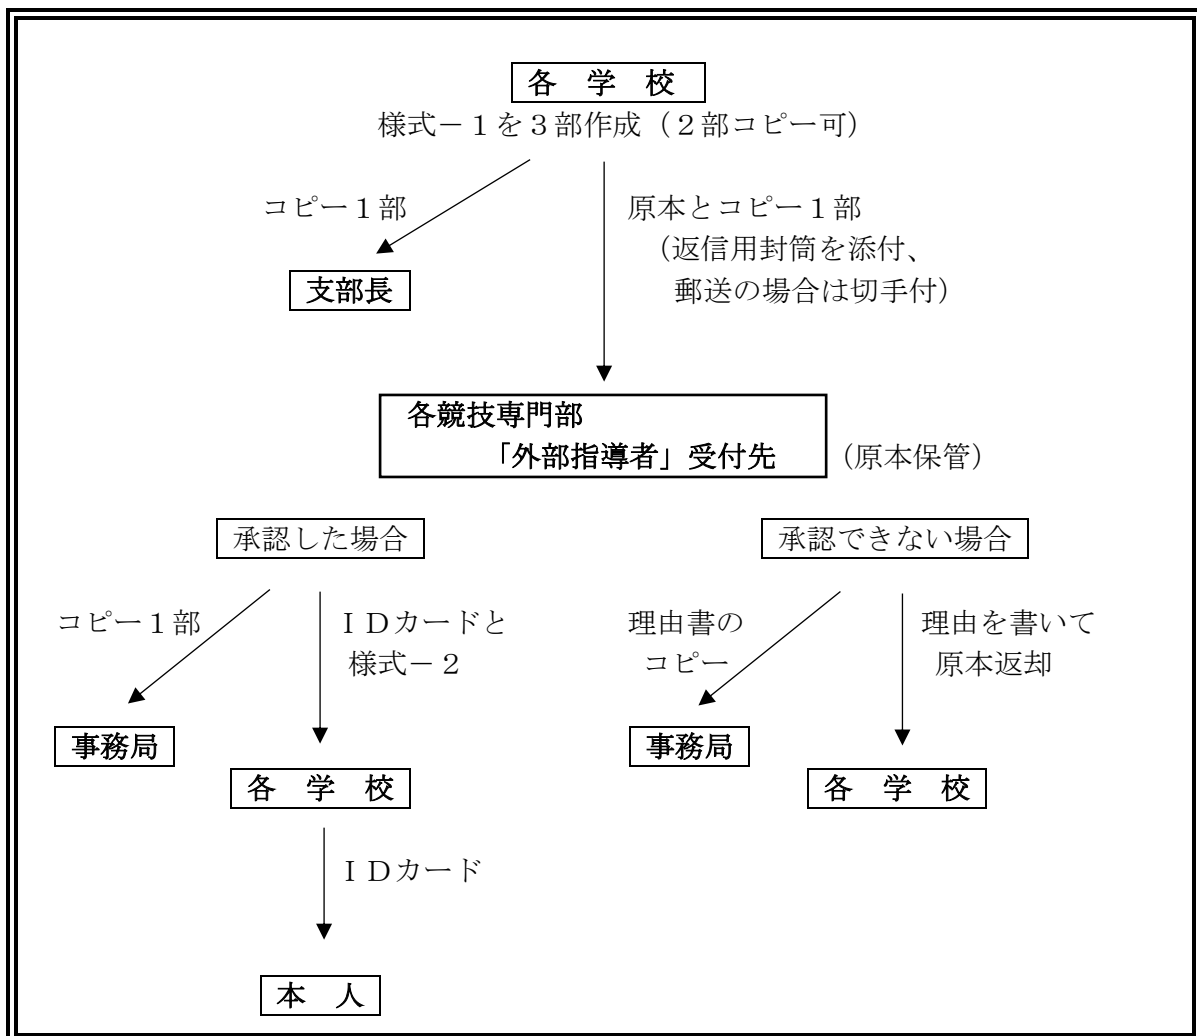 各　学　校
様式－１を３部作成（２部コピー可）
コピー１部
原本とコピー１部
（返信用封筒を添付、
郵送の場合は切手付）
支部長
各競技専門部
「外部指導者」受付先
（原本保管）
承認した場合
承認できない場合
コピー１部
ＩＤカードと
様式－２
理由書の
コピー
理由を書いて
原本返却
事務局
各　学　校
事務局
各　学　校
ＩＤカード
本　人